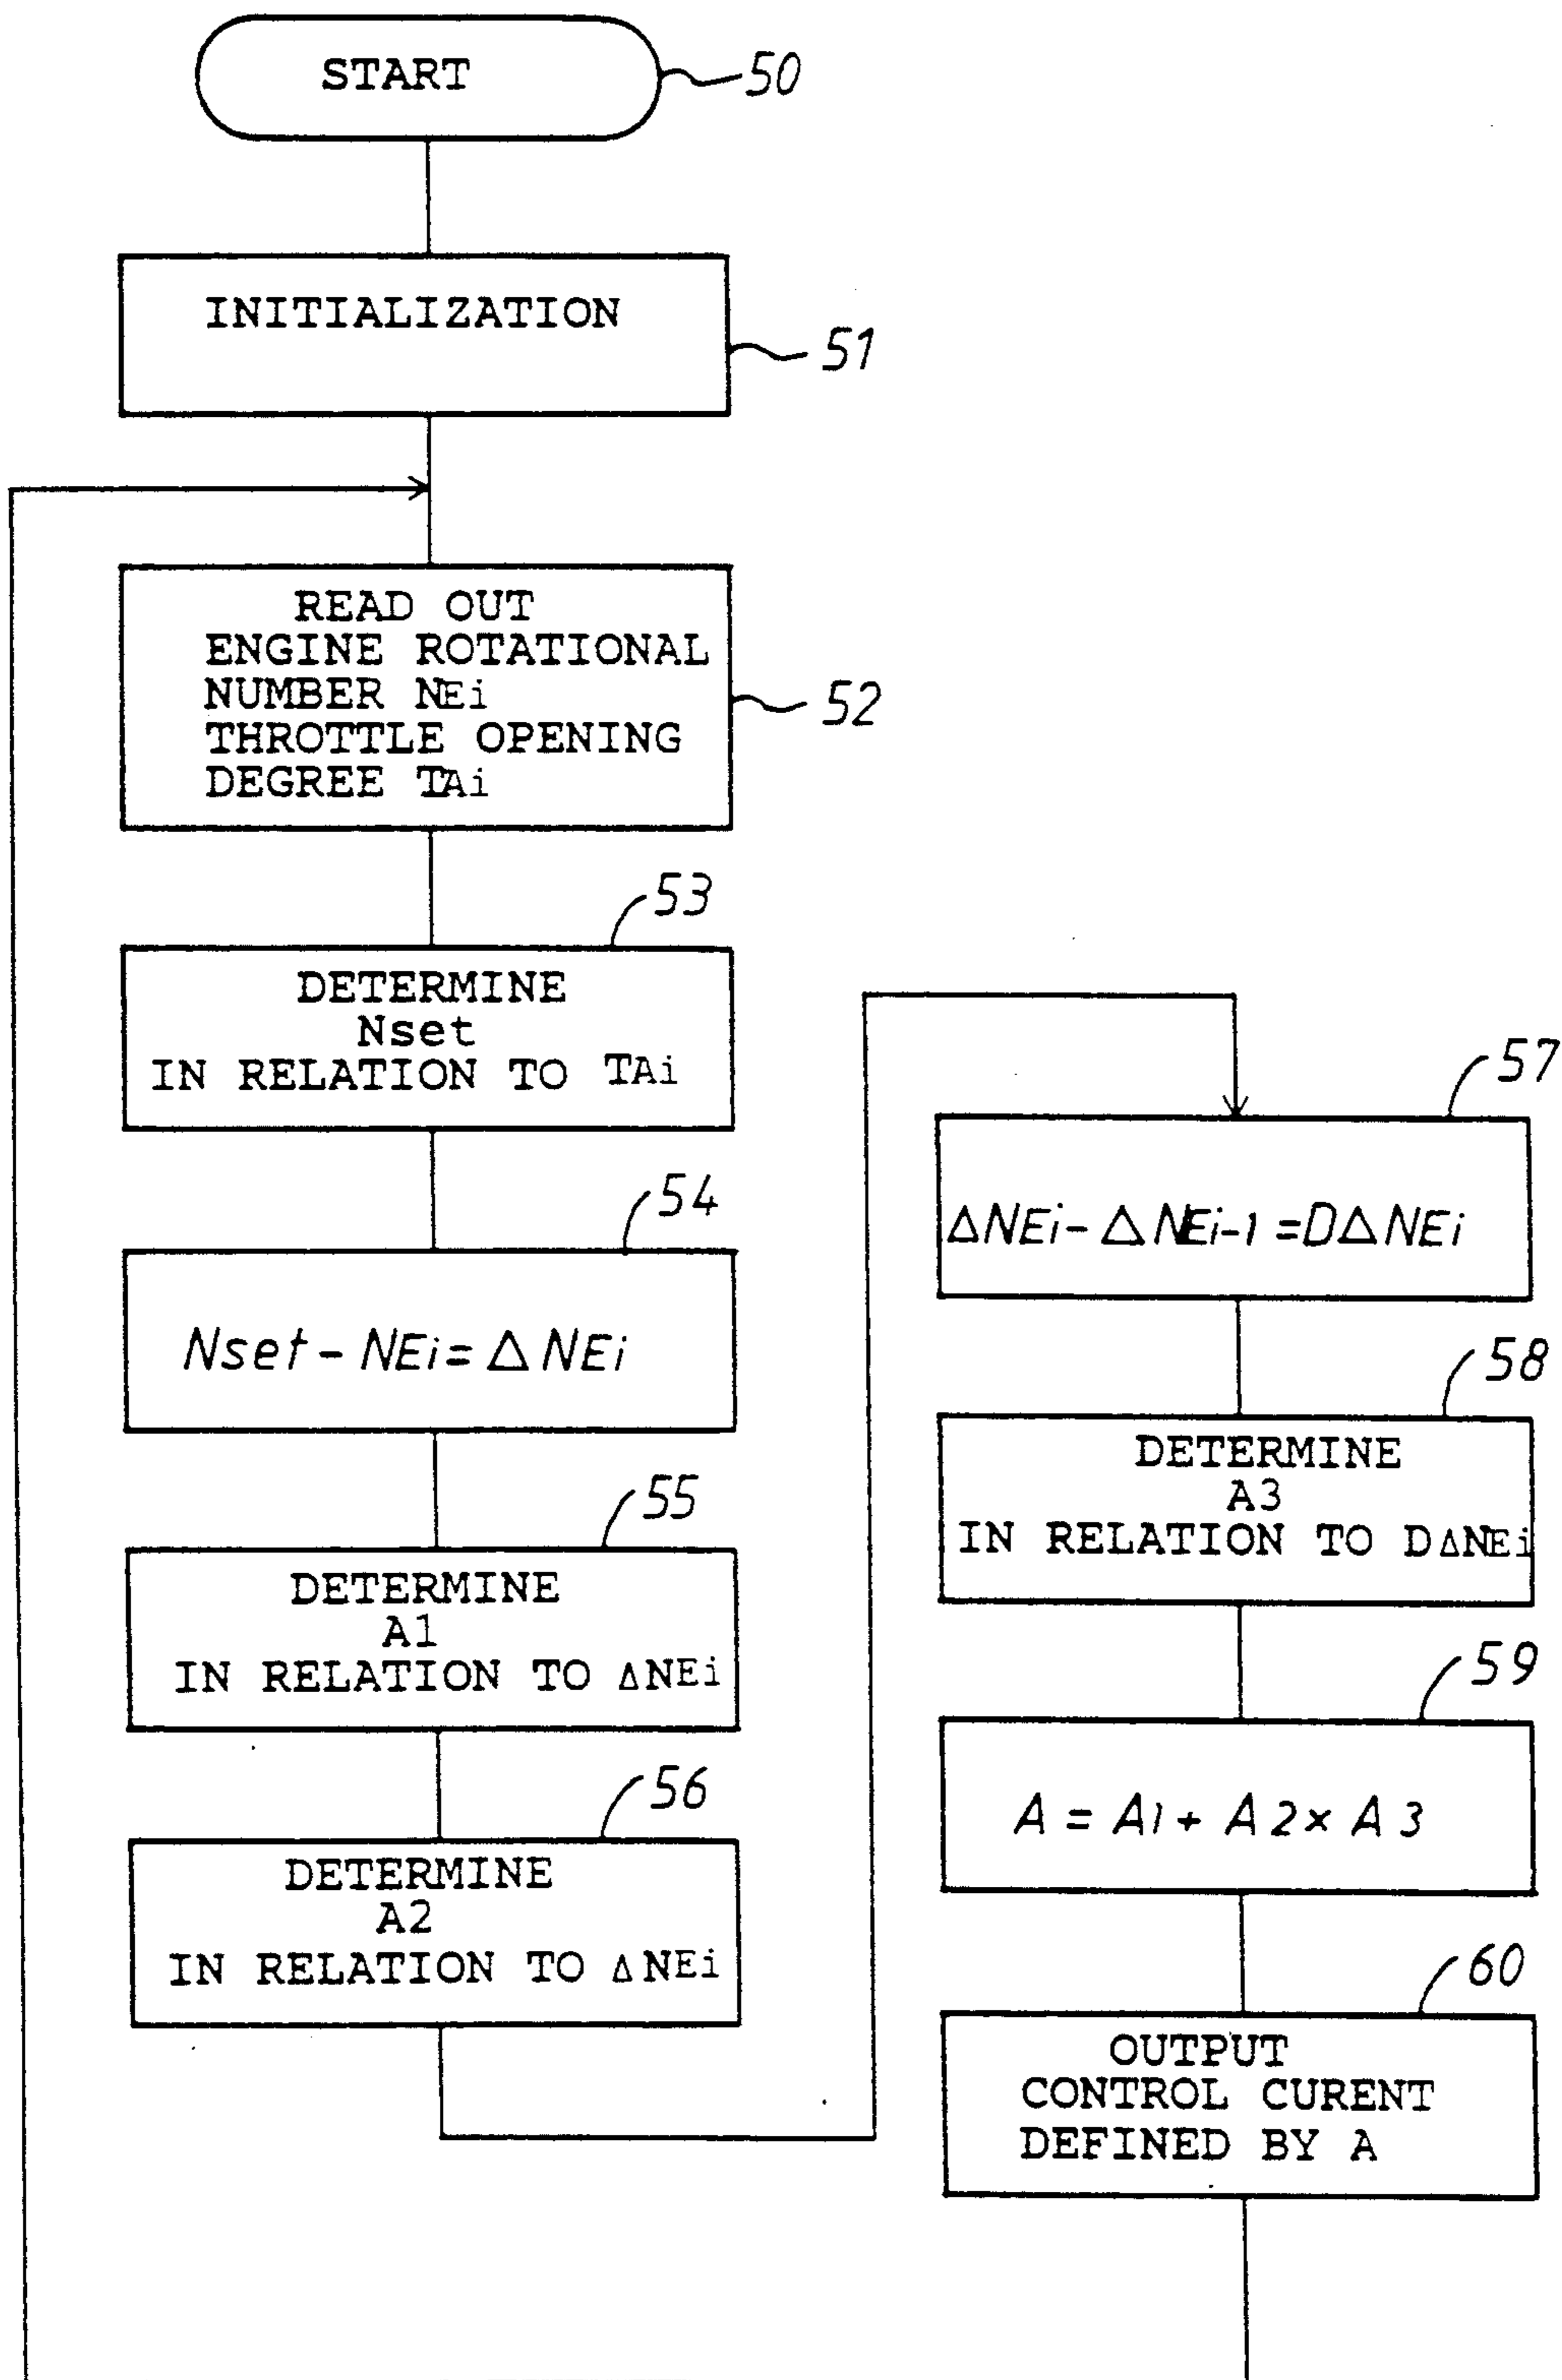 START
50
INITIALIZATION
51
READ OUT
ENGINE ROTATIONAL
NUMBER NEi
THROTTLE OPENING
DEGREE TAi
52
53
DETERMINE
Nset
IN RELATION TO TAi
54
Nset - NEi = Δ NEi
55
DETERMINE
A1
IN RELATION TO ΔNEi
56
DETERMINE
A2
IN RELATION TO ΔNEi
57
ΔNEi - ΔNEi-1 = DΔNEi
58
DETERMINE
A3
IN RELATION TO DΔNEi
59
A = A1 + A2 × A3
60
OUTPUT
CONTROL CURENT
DEFINED BY A